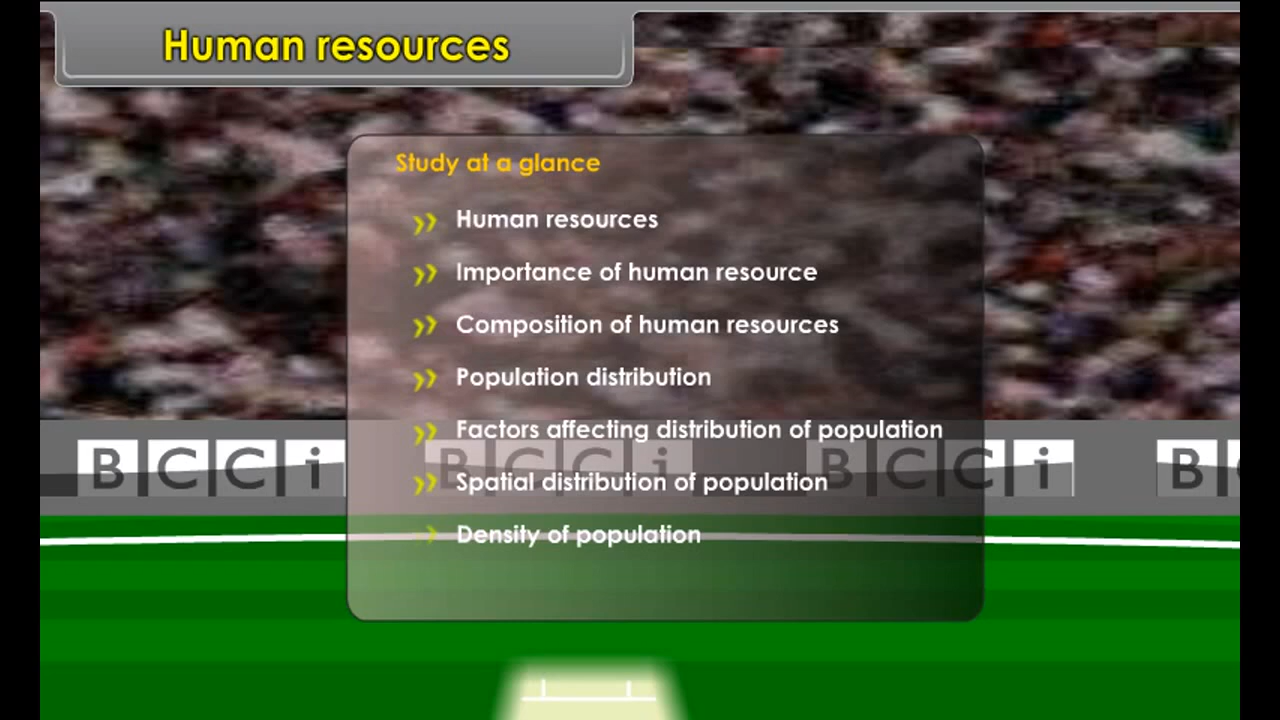 Human resources
Study at a glance
Human resources
Importance of human resource
Composition of human resources
Population distribution
Factors affecting distribution of population
Spatial distribution of population
Density of population
BCCi BCCi BCCi BC